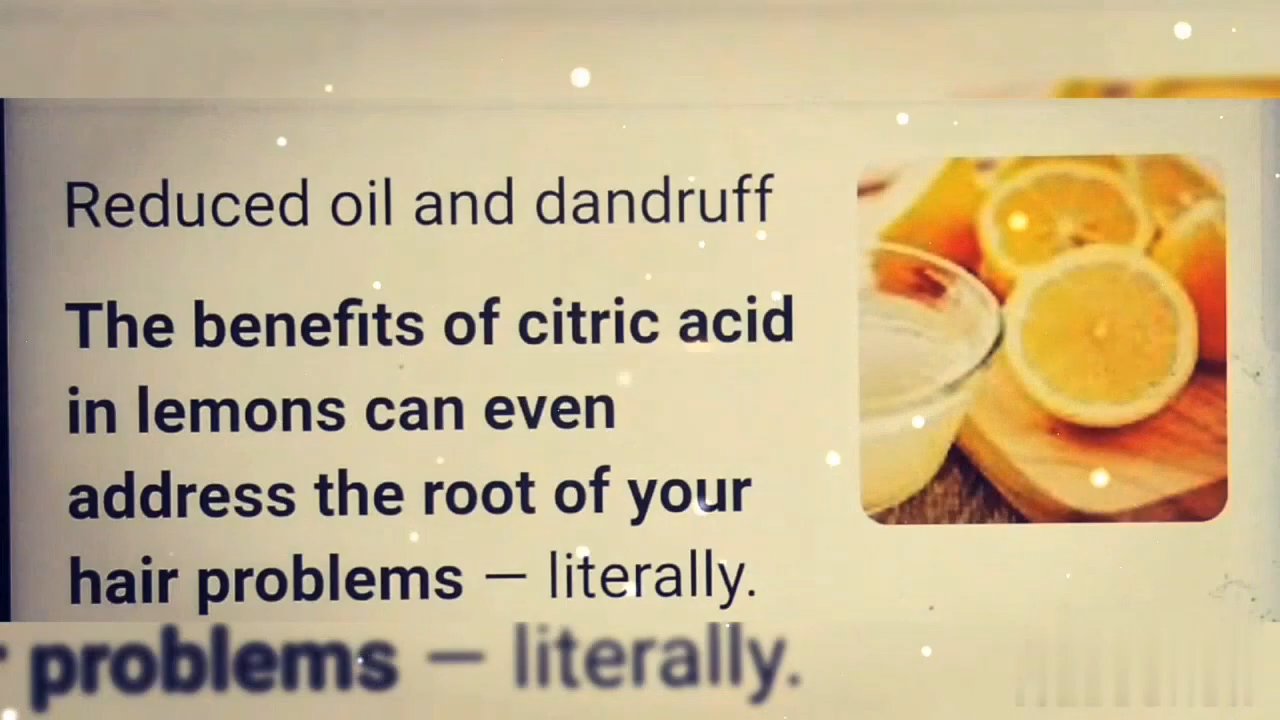 Reduced oil and dandruff
The benefits of citric acid
in lemons can even
address the root of your
hair problems — literally.
problems — literally.